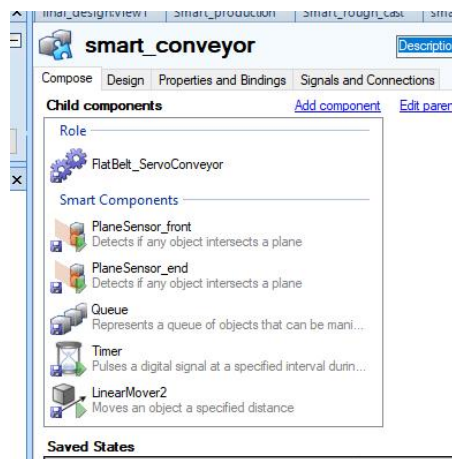 Smart_production Smart_rough_cast
smart_conveyor Descriptio
Compose Design Properties and Bindings Signals and Connections
Child components Add component Edit paren
Role
FlatBelt_ServoConveyor
Smart Components
PlaneSensor_front
Detects if any object intersects a plane
PlaneSensor_end
Detects if any object intersects a plane
Queue
Represents a queue of objects that can be mani...
Timer
Pulses a digital signal at a specified interval durin...
LinearMover2
Moves an object a specified distance
Saved States